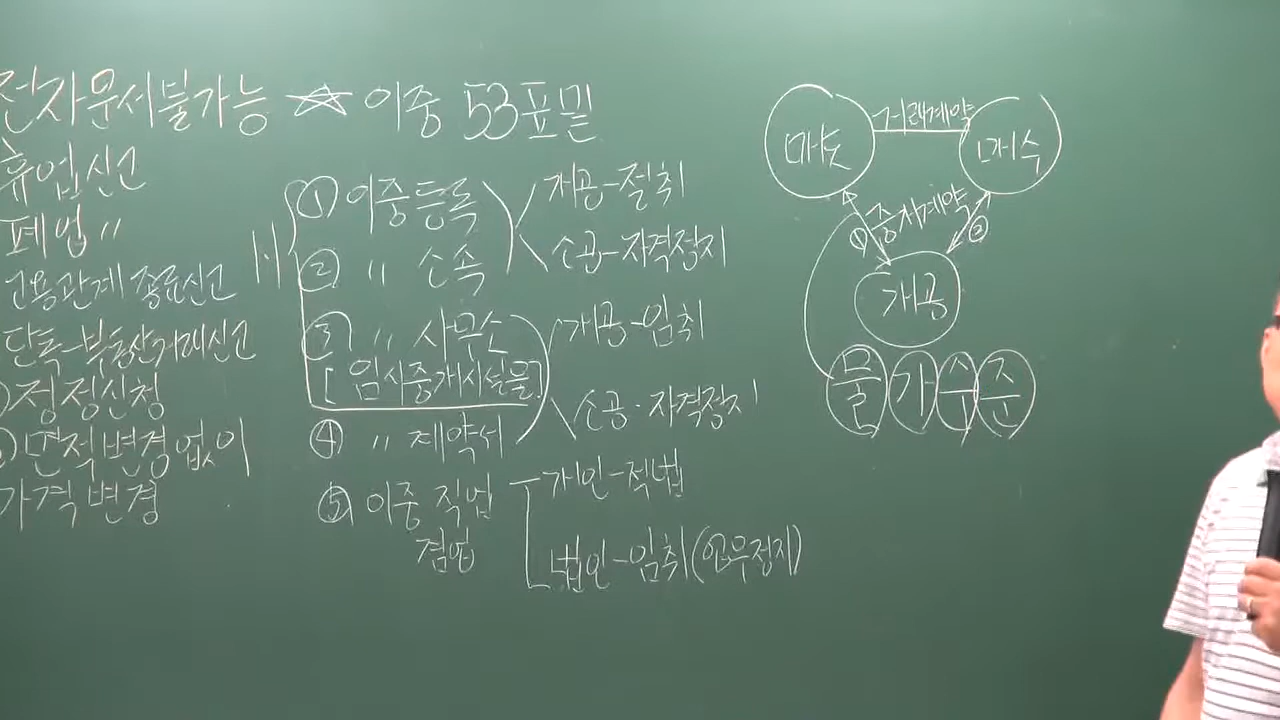 전자문서불가능
휴업신고
폐업 〃
고용관계 종료신고
단독-부동산거래신고
정정신청
면적변경없이
가격변경
☆ 이중 53표밀
① 이중등록
② 〃 소속
개공-절취
소공-자격정지
③ 〃 사무소
[임시중개시설물]
④ 〃 계약서
개공-임취
소공·자격정지
⑤ 이중 직업
겸업
개인-적법
법인-임취(업무정지)
매도
거래계약
매수
① 중개계약 ②
개공
물 가 수 주